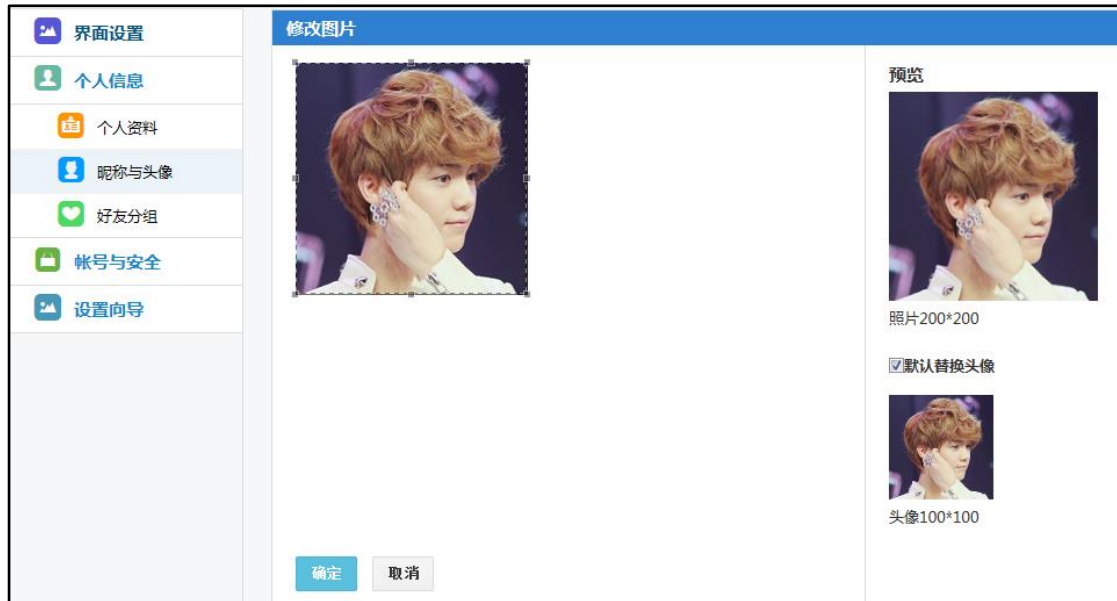 界面设置
个人信息
个人资料
昵称与头像
好友分组
帐号与安全
设置向导
修改图片
预览
照片200*200
默认替换头像
头像100*100
确定
取消